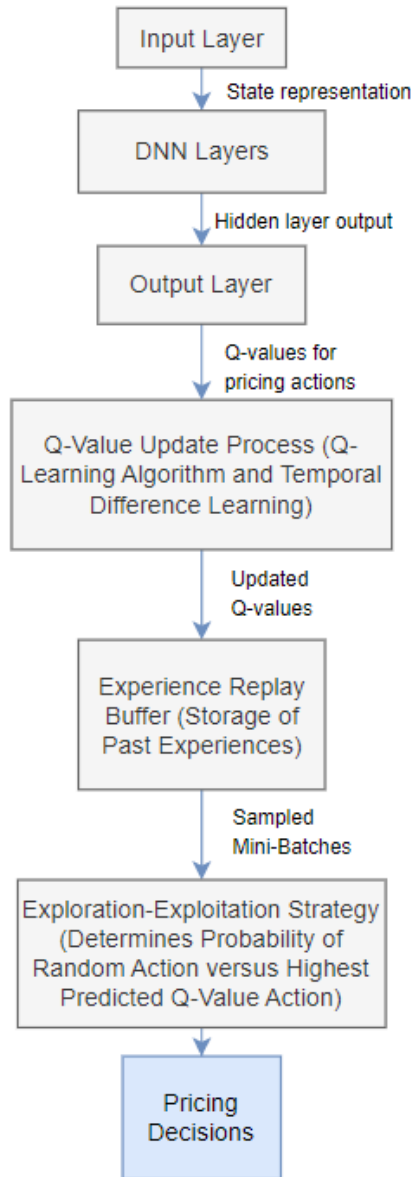 Input Layer
State representation
DNN Layers
Hidden layer output
Output Layer
Q-values for
pricing actions
Q-Value Update Process (Q-
Learning Algorithm and Temporal
Difference Learning)
Updated
Q-values
Experience Replay
Buffer (Storage of
Past Experiences)
Sampled
Mini-Batches
Exploration-Exploitation Strategy
(Determines Probability of
Random Action versus Highest
Predicted Q-Value Action)
Pricing
Decisions